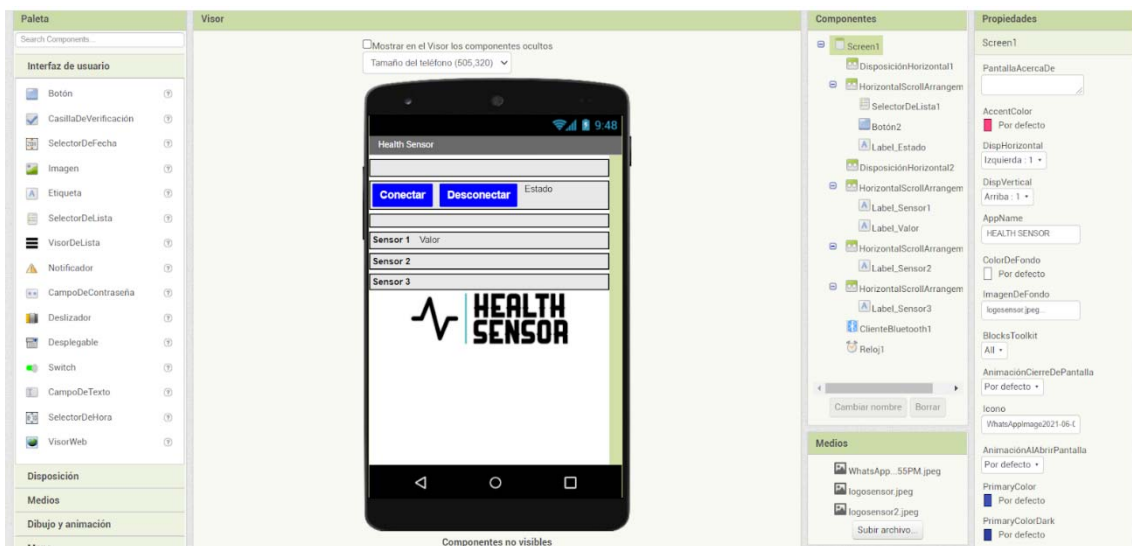 Paleta
Search Components...
Interfaz de usuario
Botón
CasillaDeVerificación
SelectorDeFecha
Imagen
Etiqueta
SelectorDeLista
VisorDeLista
Notificador
CampoDeContraseña
Deslizador
Desplegable
Switch
CampoDeTexto
SelectorDeHora
VisorWeb
Disposición
Medios
Dibujo y animación
Visor
Mostrar en el Visor los componentes ocultos
Tamaño del teléfono (505,320)
9:48
Health Sensor
Conectar Desconectar Estado
Sensor 1 Valor
Sensor 2
Sensor 3
HEALTH
SENSOR
Componentes no visibles
Componentes
Screen1
DisposiciónHorizontal1
HorizontalScrollArrangem
SelectorDeLista1
Botón2
Label_Estado
DisposiciónHorizontal2
HorizontalScrollArrangem
Label_Sensor1
Label_Valor
HorizontalScrollArrangem
Label_Sensor2
HorizontalScrollArrangem
Label_Sensor3
ClienteBluetooth1
Reloj1
Cambiar nombre Borrar
Medios
WhatsApp...55PM.jpeg
logosensor.jpeg
logosensor2.jpeg
Subir archivo...
Propiedades
Screen1
PantallaAcercaDe
AccentColor
Por defecto
DispHorizontal
Izquierda : 1
DispVertical
Arriba : 1
AppName
HEALTH SENSOR
ColorDeFondo
Por defecto
ImagenDeFondo
logosensor.jpeg...
BlocksToolkit
All
AnimaciónCierreDePantalla
Por defecto
Icono
WhatsAppImage2021-06-
AnimaciónAlAbrirPantalla
Por defecto
PrimaryColor
Por defecto
PrimaryColorDark
Por defecto